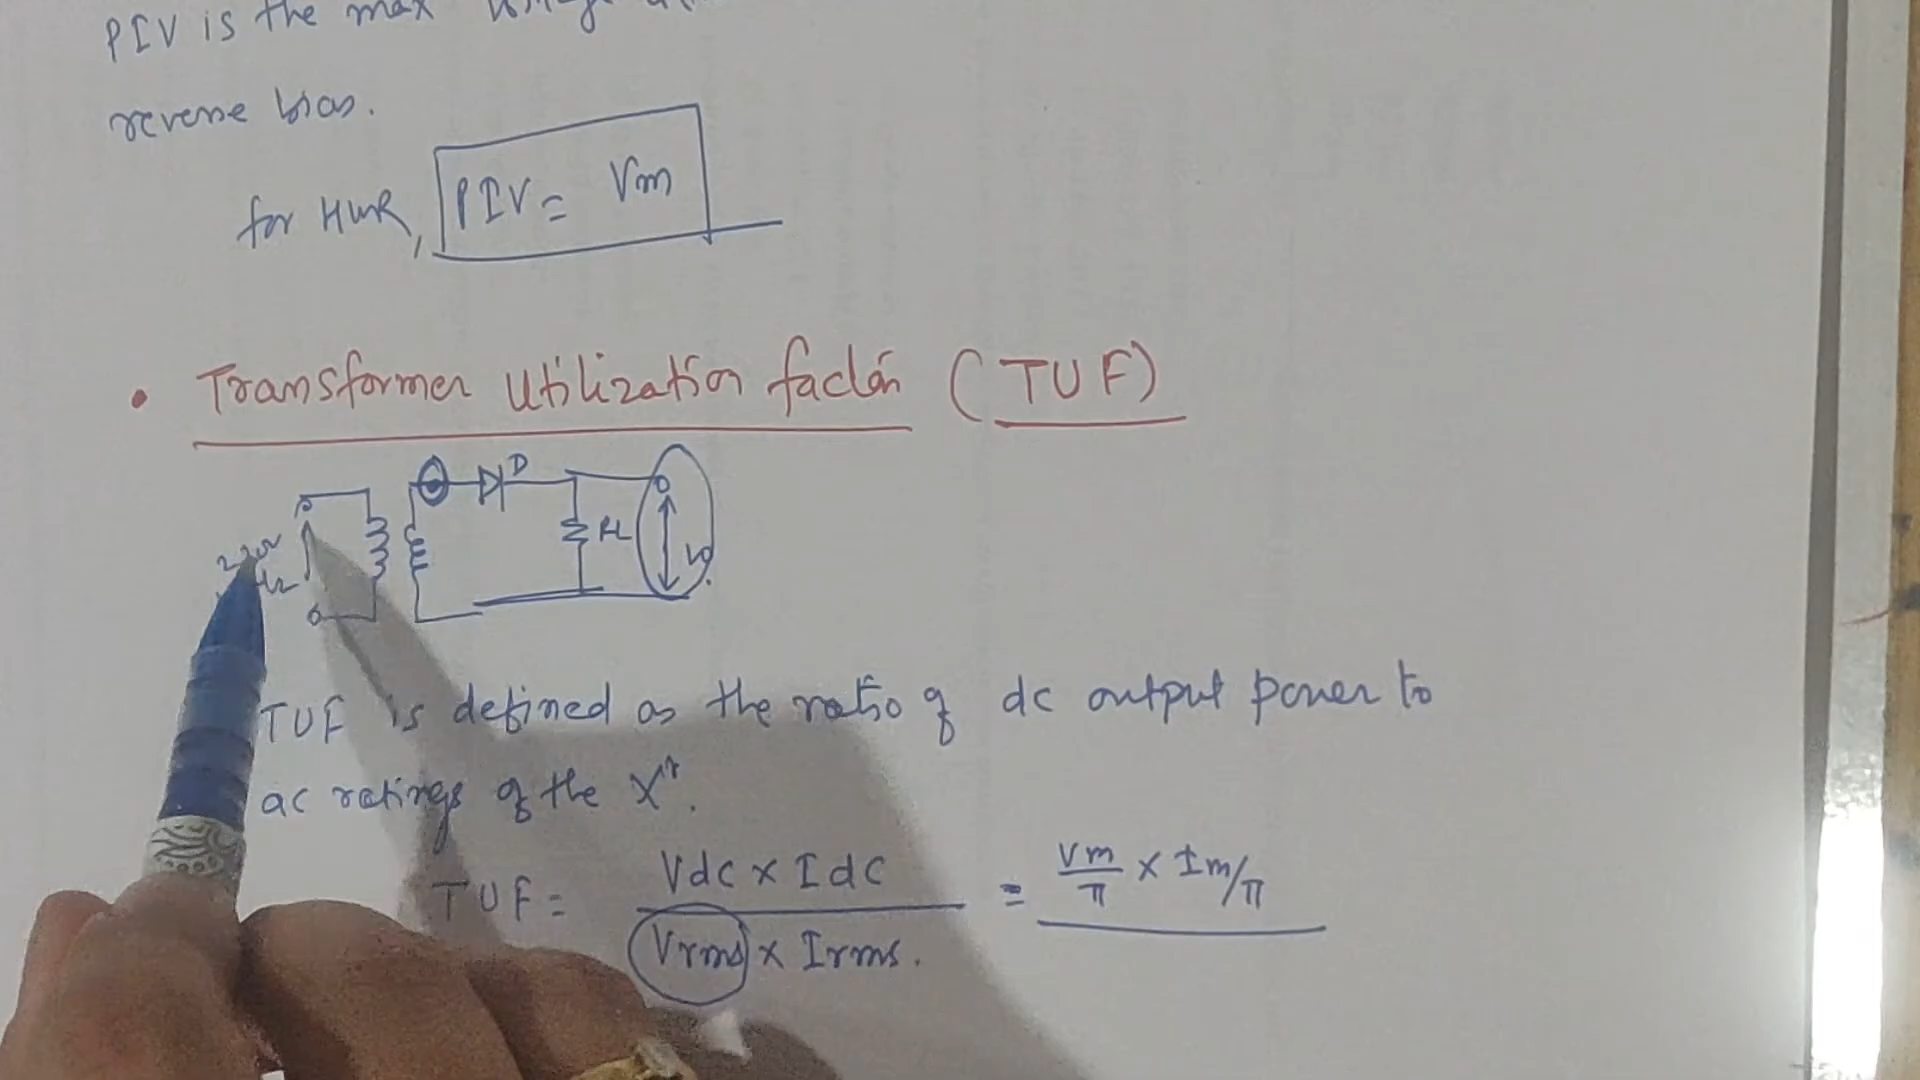 PIV is the max
reverse bias.
for HWR, PIV = Vm
• Transformer Utilization factor (TUF)
D
RL
Vo
TUF is defined as the ratio of dc output power to
ac ratings of the Xr.
TUF = Vdc x Idc / Vrms x Irms. = Vm/π x Im/π